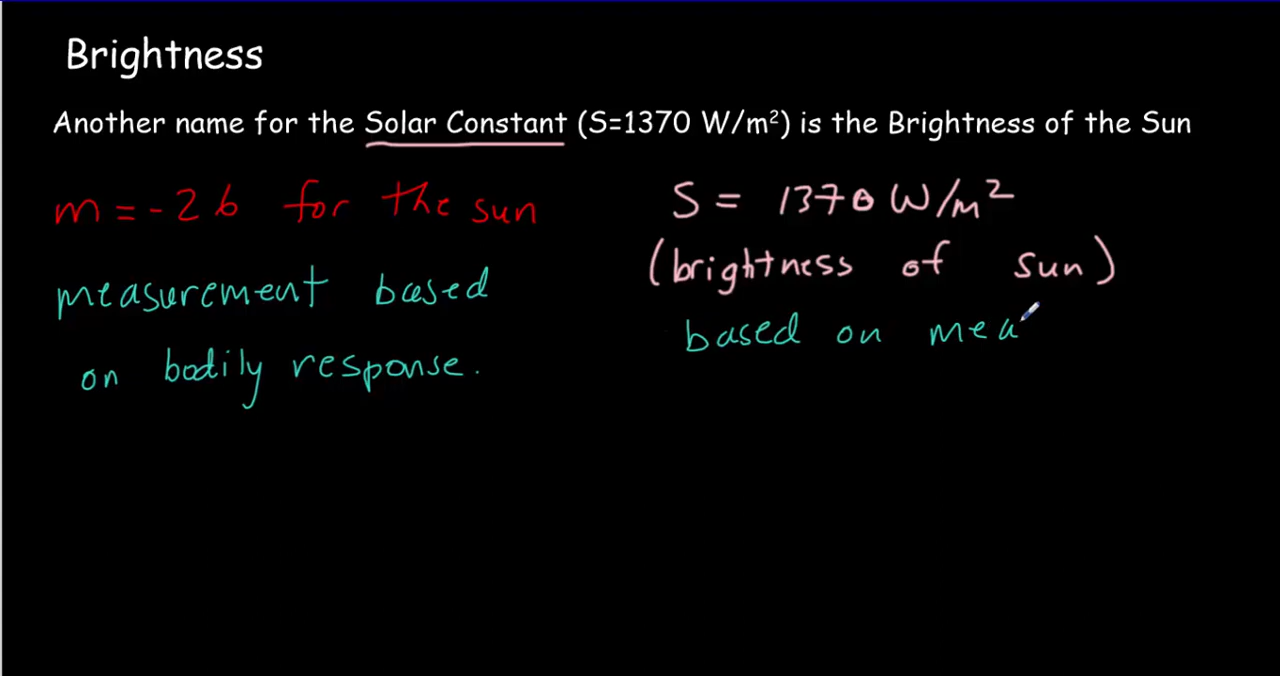 Brightness
Another name for the Solar Constant (S=1370 W/m²) is the Brightness of the Sun
m = -26 for the sun
S = 1370 W/m²
(brightness of sun)
measurement based
on bodily response.
based on mea